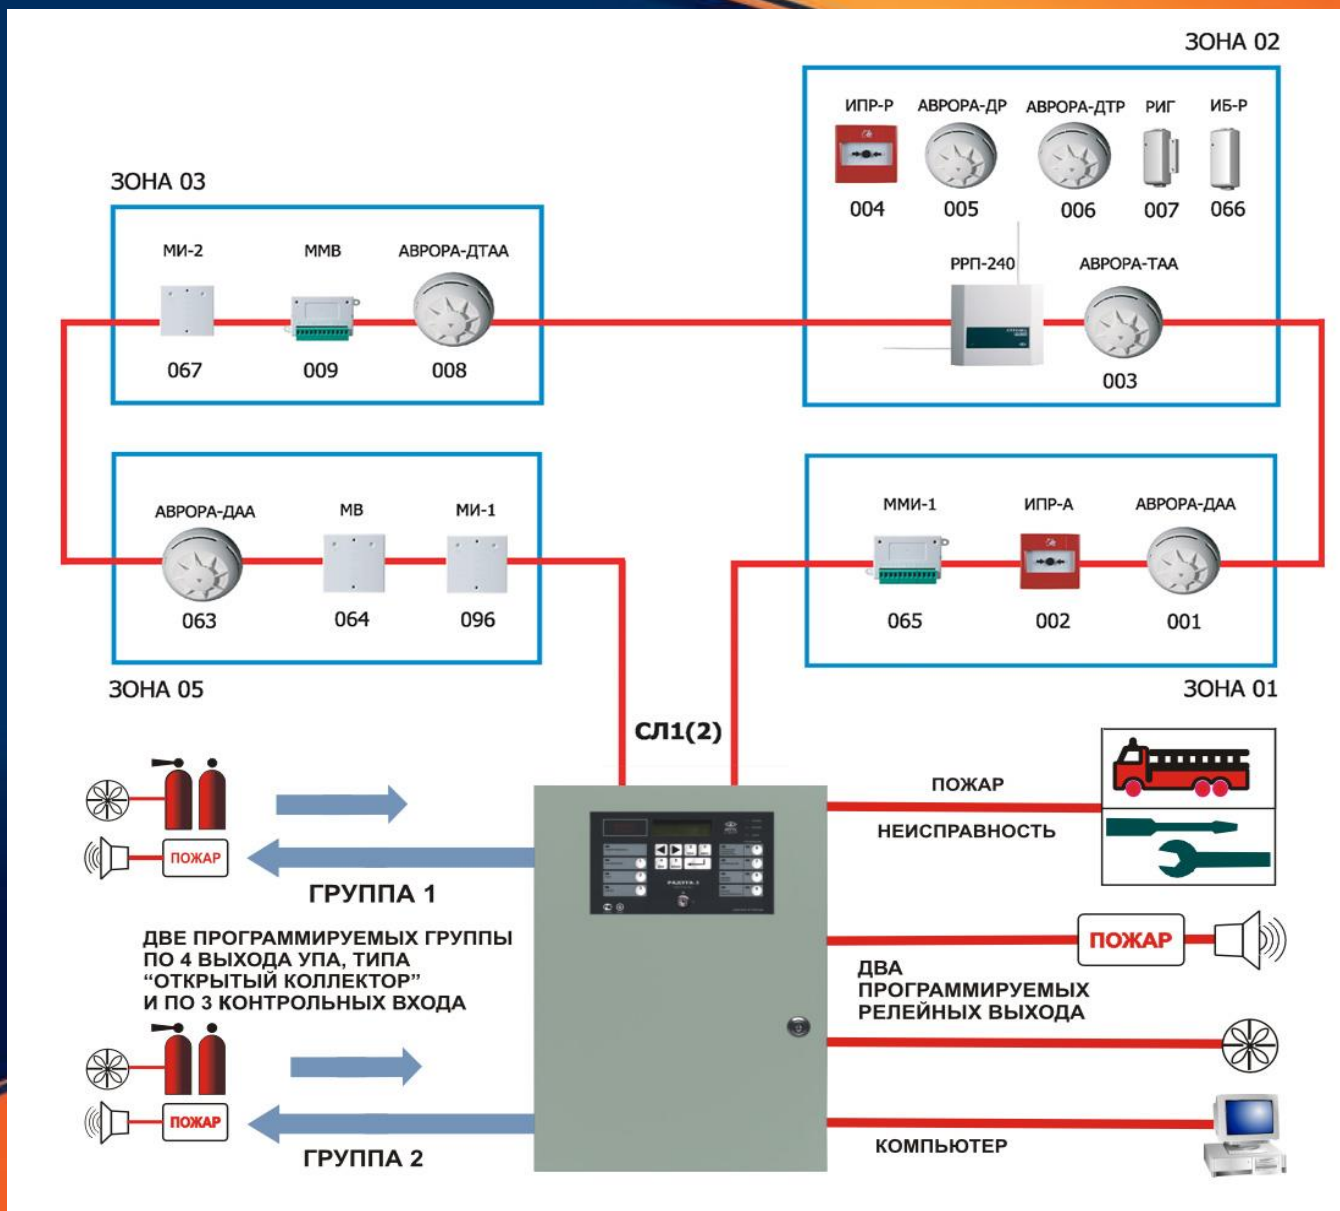 ЗОНА 02
ИПР-Р АВРОРА-ДР АВРОРА-ДТР РИГ ИБ-Р
004 005 006 007 066
РРП-240 АВРОРА-ТАА
003
ЗОНА 03
МИ-2 ММВ АВРОРА-ДТАА
067 009 008
АВРОРА-ДАА МВ МИ-1
063 064 096
ЗОНА 05
ММИ-1 ИПР-А АВРОРА-ДАА
065 002 001
ЗОНА 01
СЛ1(2)
ПОЖАР
НЕИСПРАВНОСТЬ
ПОЖАР
ГРУППА 1
ДВЕ ПРОГРАММИРУЕМЫХ ГРУППЫ
ПО 4 ВЫХОДА УПА, ТИПА
“ОТКРЫТЫЙ КОЛЛЕКТОР”
И ПО 3 КОНТРОЛЬНЫХ ВХОДА
ПОЖАР
ГРУППА 2
РАДУГА-3
ПОЖАР
ДВА
ПРОГРАММИРУЕМЫХ
РЕЛЕЙНЫХ ВЫХОДА
КОМПЬЮТЕР